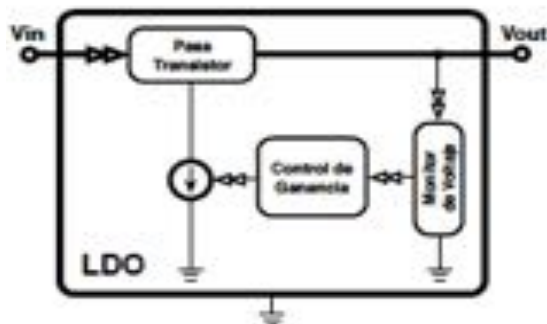 Vin
Vout
Pass
Transistor
Control de
Ganancia
Monitor
de Voltaje
LDO